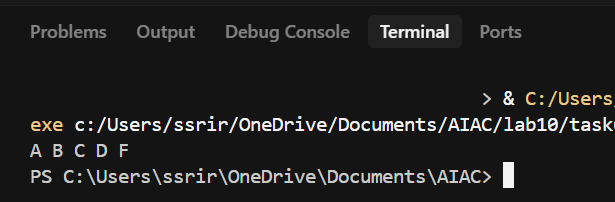 Problems Output Debug Console Terminal Ports
> & C:/Users/
exe c:/Users/ssrir/OneDrive/Documents/AIAC/lab10/task
A B C D F
PS C:\Users\ssrir\OneDrive\Documents\AIAC>